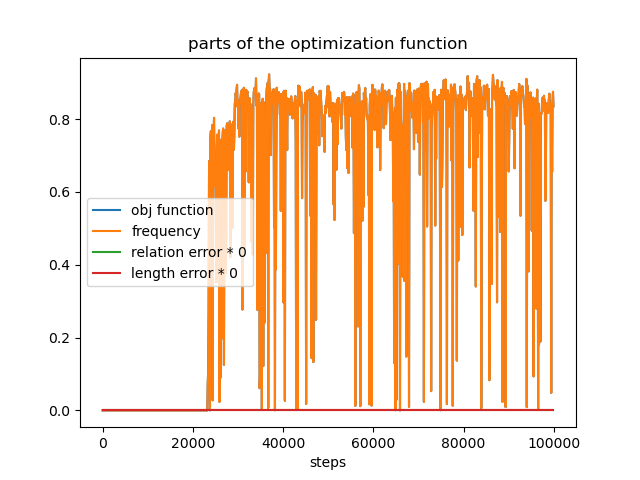 parts of the optimization function
0.8
0.6
0.4
0.2
0.0
obj function
frequency
relation error * 0
length error * 0
0 20000 40000 60000 80000 100000
steps